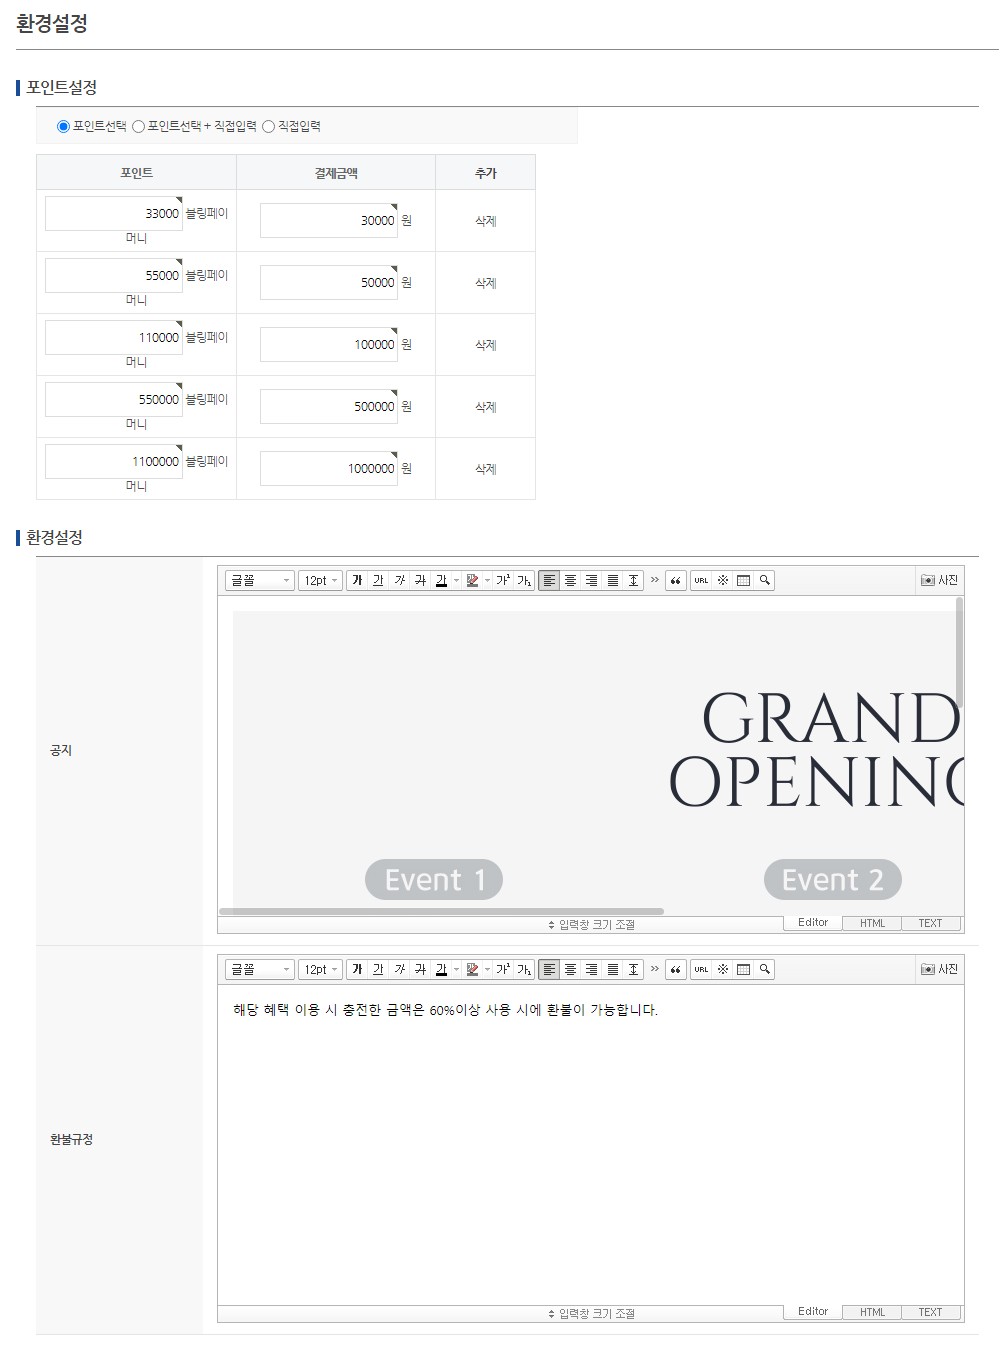 환경설정
포인트설정
포인트선택 포인트선택 + 직접입력 직접입력
포인트 결제금액 추가
33000 블링페이
머니
30000 원 삭제
55000 블링페이
머니
50000 원 삭제
110000 블링페이
머니
100000 원 삭제
550000 블링페이
머니
500000 원 삭제
1100000 블링페이
머니
1000000 원 삭제
환경설정
공지
글꼴 12pt 가 가 가 가 가 가² 가₂ URL 사진
GRAND
OPENING
Event 1 Event 2
입력창 크기 조절 Editor HTML TEXT
환불규정
글꼴 12pt 가 가 가 가 가 가² 가₂ URL 사진
해당 혜택 이용 시 충전한 금액은 60%이상 사용 시에 환불이 가능합니다.
입력창 크기 조절 Editor HTML TEXT